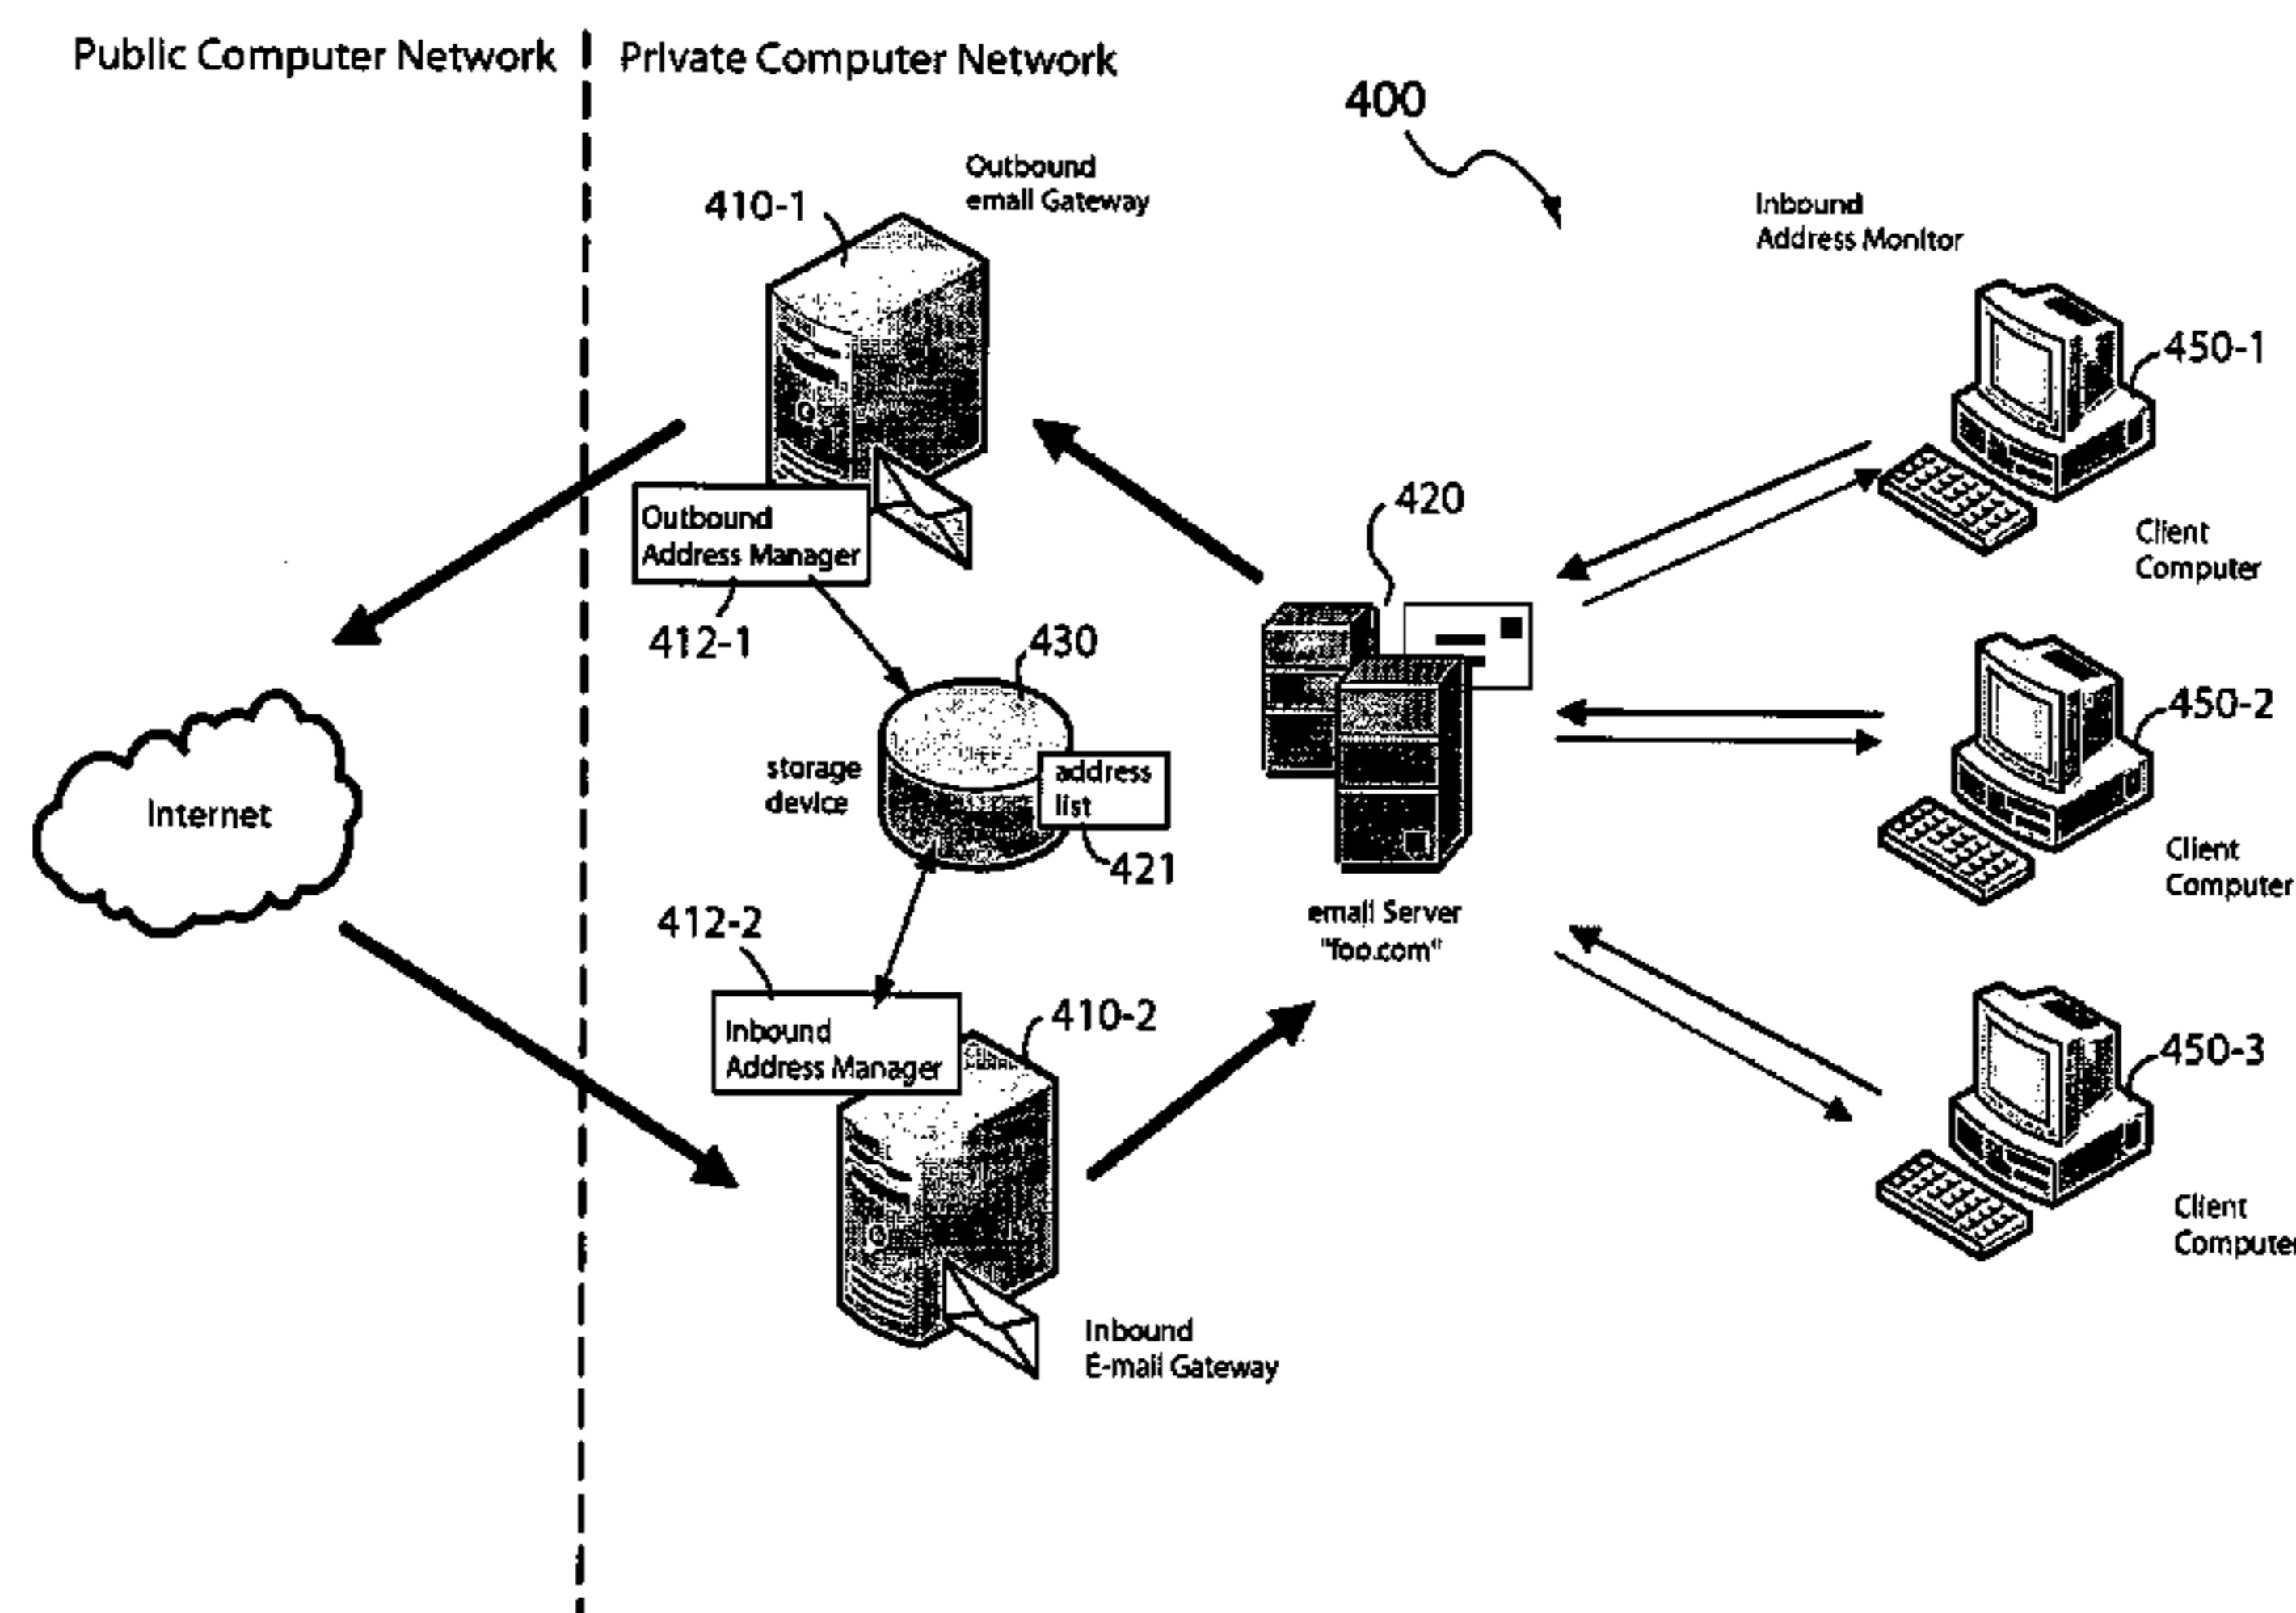 Public Computer Network
Private Computer Network
400
Outbound
email Gateway
410-1
Inbound
Address Monitor
450-1
Outbound
Address Manager
412-1
420
Client
Computer
430
storage
device
address
list
421
450-2
Internet
Client
Computer
email Server
"foo.com"
412-2
Inbound
Address Manager
410-2
450-3
Client
Computer
Inbound
E-mail Gateway